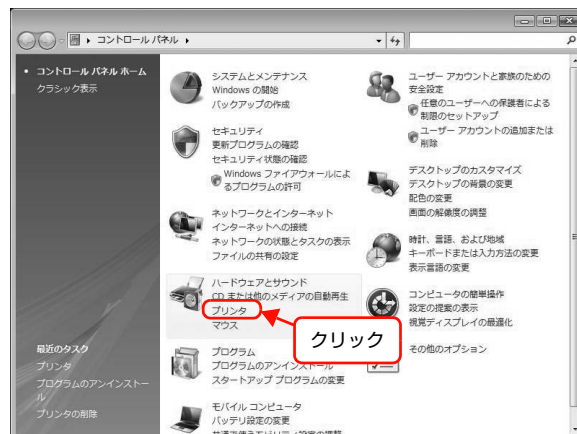 コントロール パネル
コントロール パネル ホーム
クラシック表示
最近のタスク
プリンタ
プログラムのアンインストー
ル
プリンタの削除
システムとメンテナンス
Windows の開始
バックアップの作成
セキュリティ
更新プログラムの確認
セキュリティ状態の確認
Windows ファイアウォールによ
るプログラムの許可
ネットワークとインターネット
インターネットへの接続
ネットワークの状態とタスクの表示
ファイルの共有の設定
ハードウェアとサウンド
CD または他のメディアの自動再生
プリンタ
マウス
クリック
プログラム
プログラムのアンインストール
スタートアップ プログラムの変更
モバイル コンピュータ
バッテリ設定の変更
共通で使うモビリティ設定の調整
ユーザー アカウントと家族のための
安全設定
任意のユーザーへの保護者による
制限のセットアップ
ユーザー アカウントの追加または
削除
デスクトップのカスタマイズ
デスクトップの背景の変更
配色の変更
画面の解像度の調整
時計、言語、および地域
キーボードまたは入力方法の変更
表示言語の変更
コンピュータの簡単操作
設定の提案の表示
視覚ディスプレイの最適化
その他のオプション